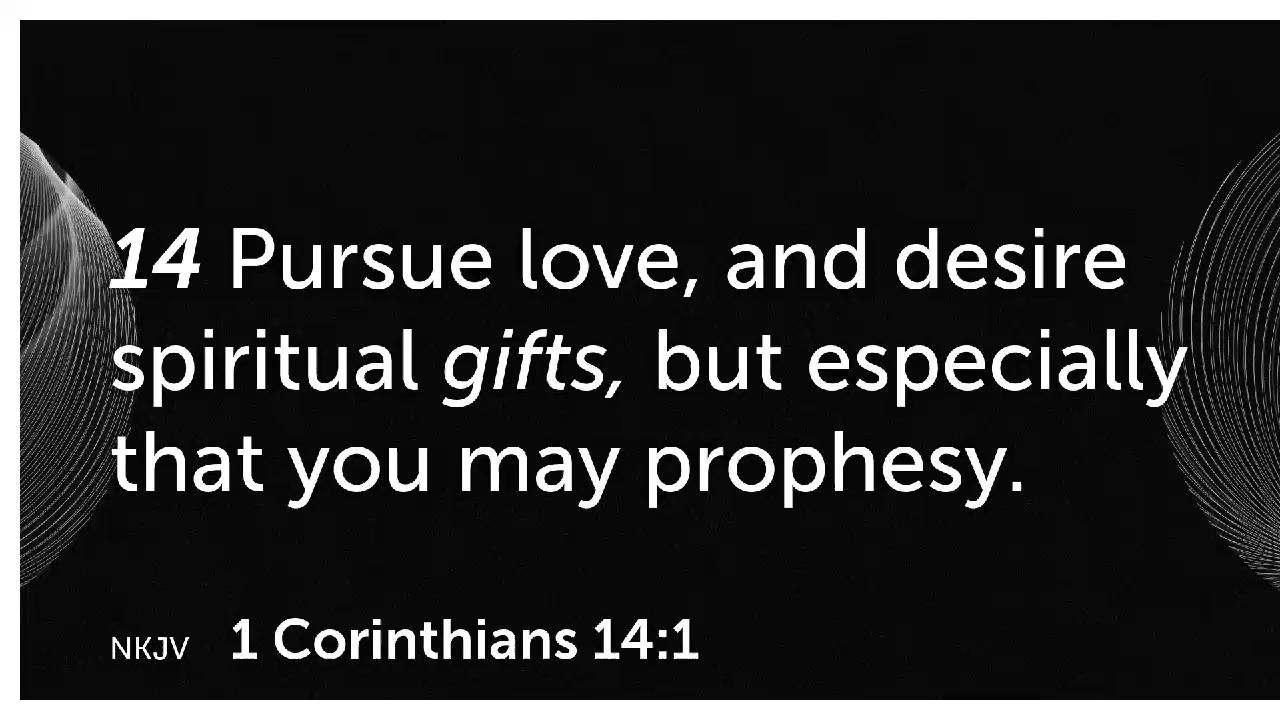 14 Pursue love, and desire
spiritual gifts, but especially
that you may prophesy.
NKJV 1 Corinthians 14:1